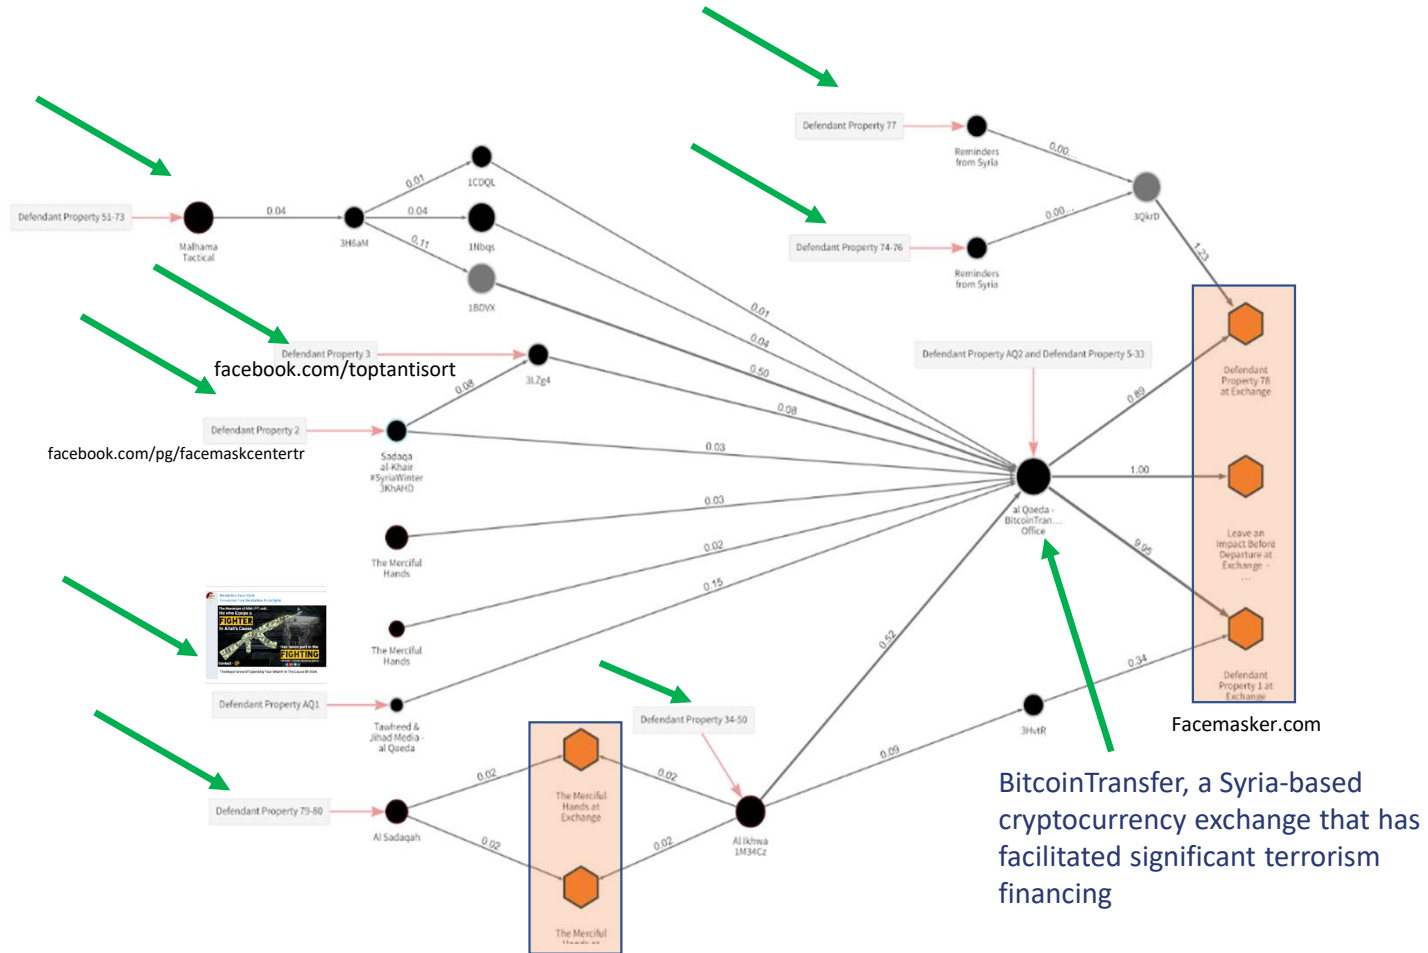 Defendant Property 77
Reminders
from Syria
0.00...
3QkrD
Defendant Property 74-76
Reminders
from Syria
0.00...
1.23
Defendant Property 51-73
Malhama
Tactical
0.04
3H6aM
0.01
1CDQL
0.04
1Nbqs
0.11
1BDVX
0.01
0.04
0.50
Defendant Property 3
facebook.com/toptantisort
3LZg4
0.08
0.08
Defendant Property 2
facebook.com/pg/facemaskcentertr
Sadaqa
al-Khair
#SyriaWinter
3KhAHD
0.03
The Merciful
Hands
0.03
The Merciful
Hands
0.02
FIGHTER
FIGHTING
Defendant Property AQ1
Tawheed &
Jihad Media -
al Qaeda
0.15
Defendant Property AQ2 and Defendant Property 5-33
al Qaeda -
BitcoinTran...
Office
0.89
1.00
9.95
Defendant
Property 78
at Exchange
Leave an
Impact Before
Departure at
Exchange -
...
Defendant
Property 1 at
Exchange
Facemasker.com
Defendant Property 79-80
Al Sadaqah
0.02
0.02
The Merciful
Hands at
Exchange
The Merciful
Hands at
Defendant Property 34-50
0.02
0.02
Al Ikhwa
1M34Cz
0.52
0.09
3HvtR
0.34
BitcoinTransfer, a Syria-based
cryptocurrency exchange that has
facilitated significant terrorism
financing